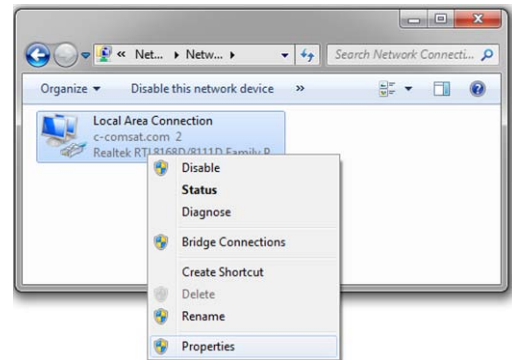 « Net... ▸ Netw... ▸
Search Network Connecti...
Organize ▾ Disable this network device »
Local Area Connection
c-comsat.com 2
Realtek RTL8168D/8111D Family P
Disable
Status
Diagnose
Bridge Connections
Create Shortcut
Delete
Rename
Properties